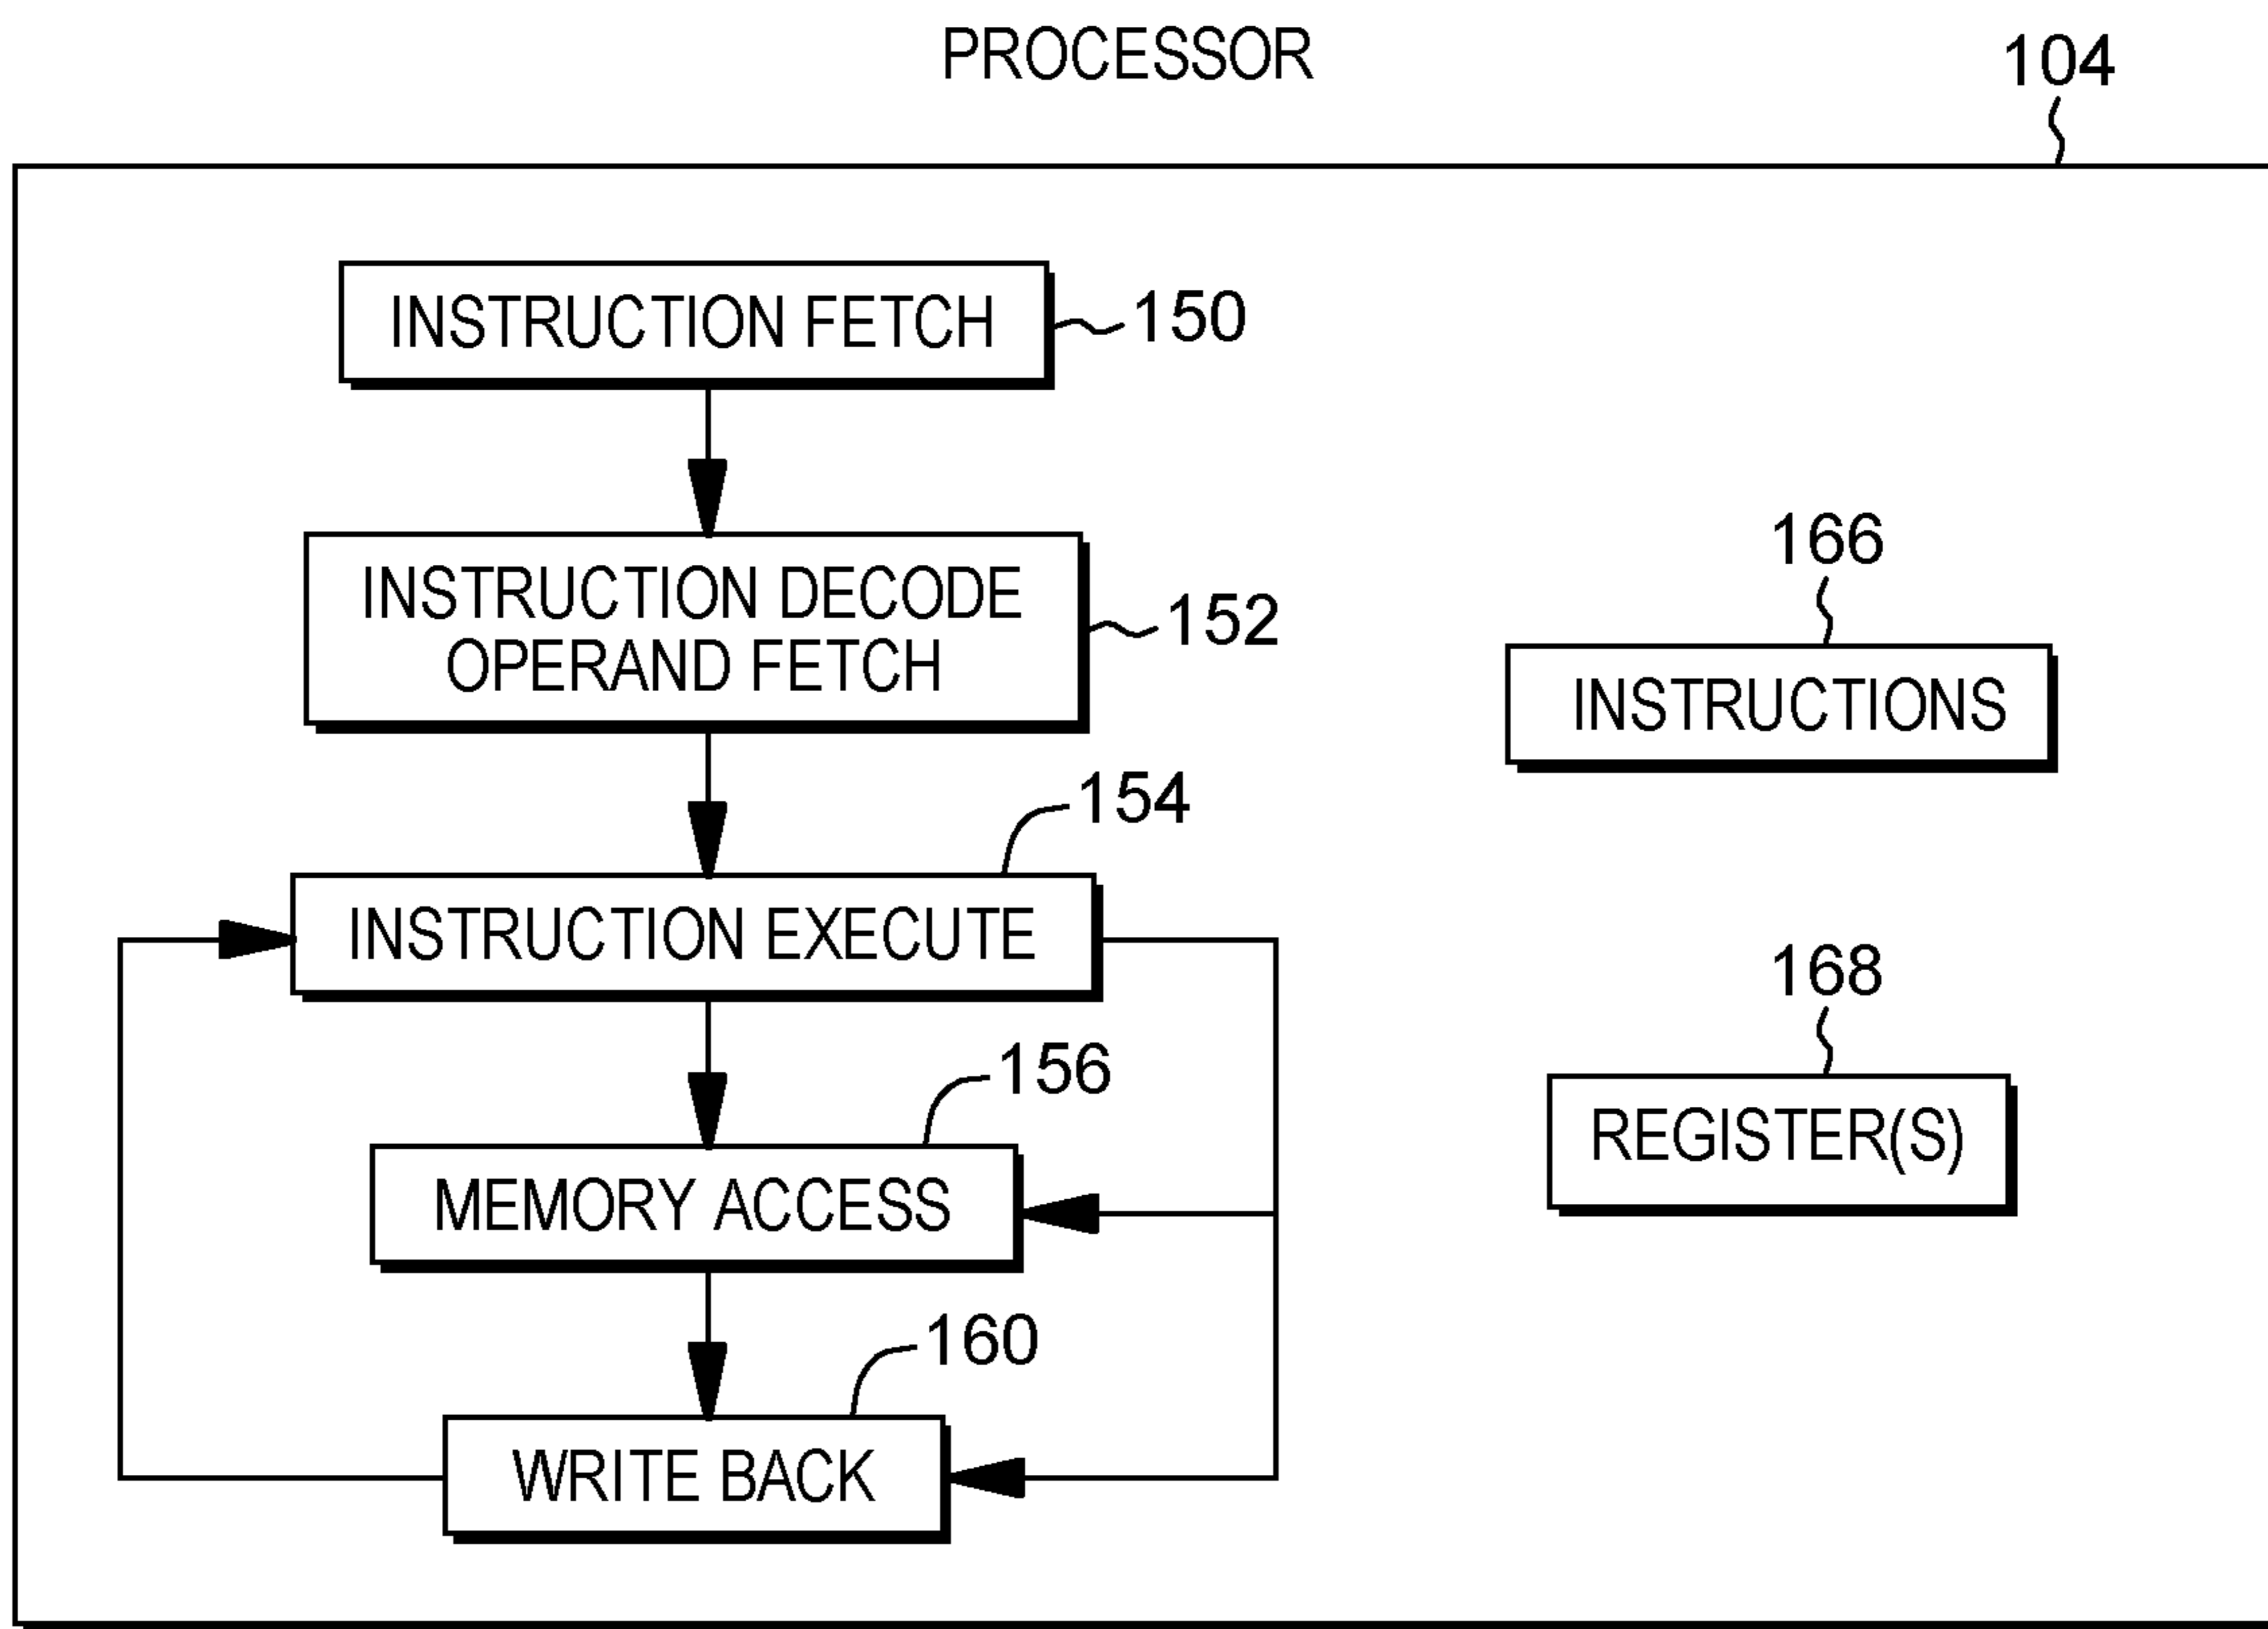 PROCESSOR
104
INSTRUCTION FETCH
150
INSTRUCTION DECODE
OPERAND FETCH
152
154
INSTRUCTION EXECUTE
156
MEMORY ACCESS
160
WRITE BACK
166
INSTRUCTIONS
168
REGISTER(S)